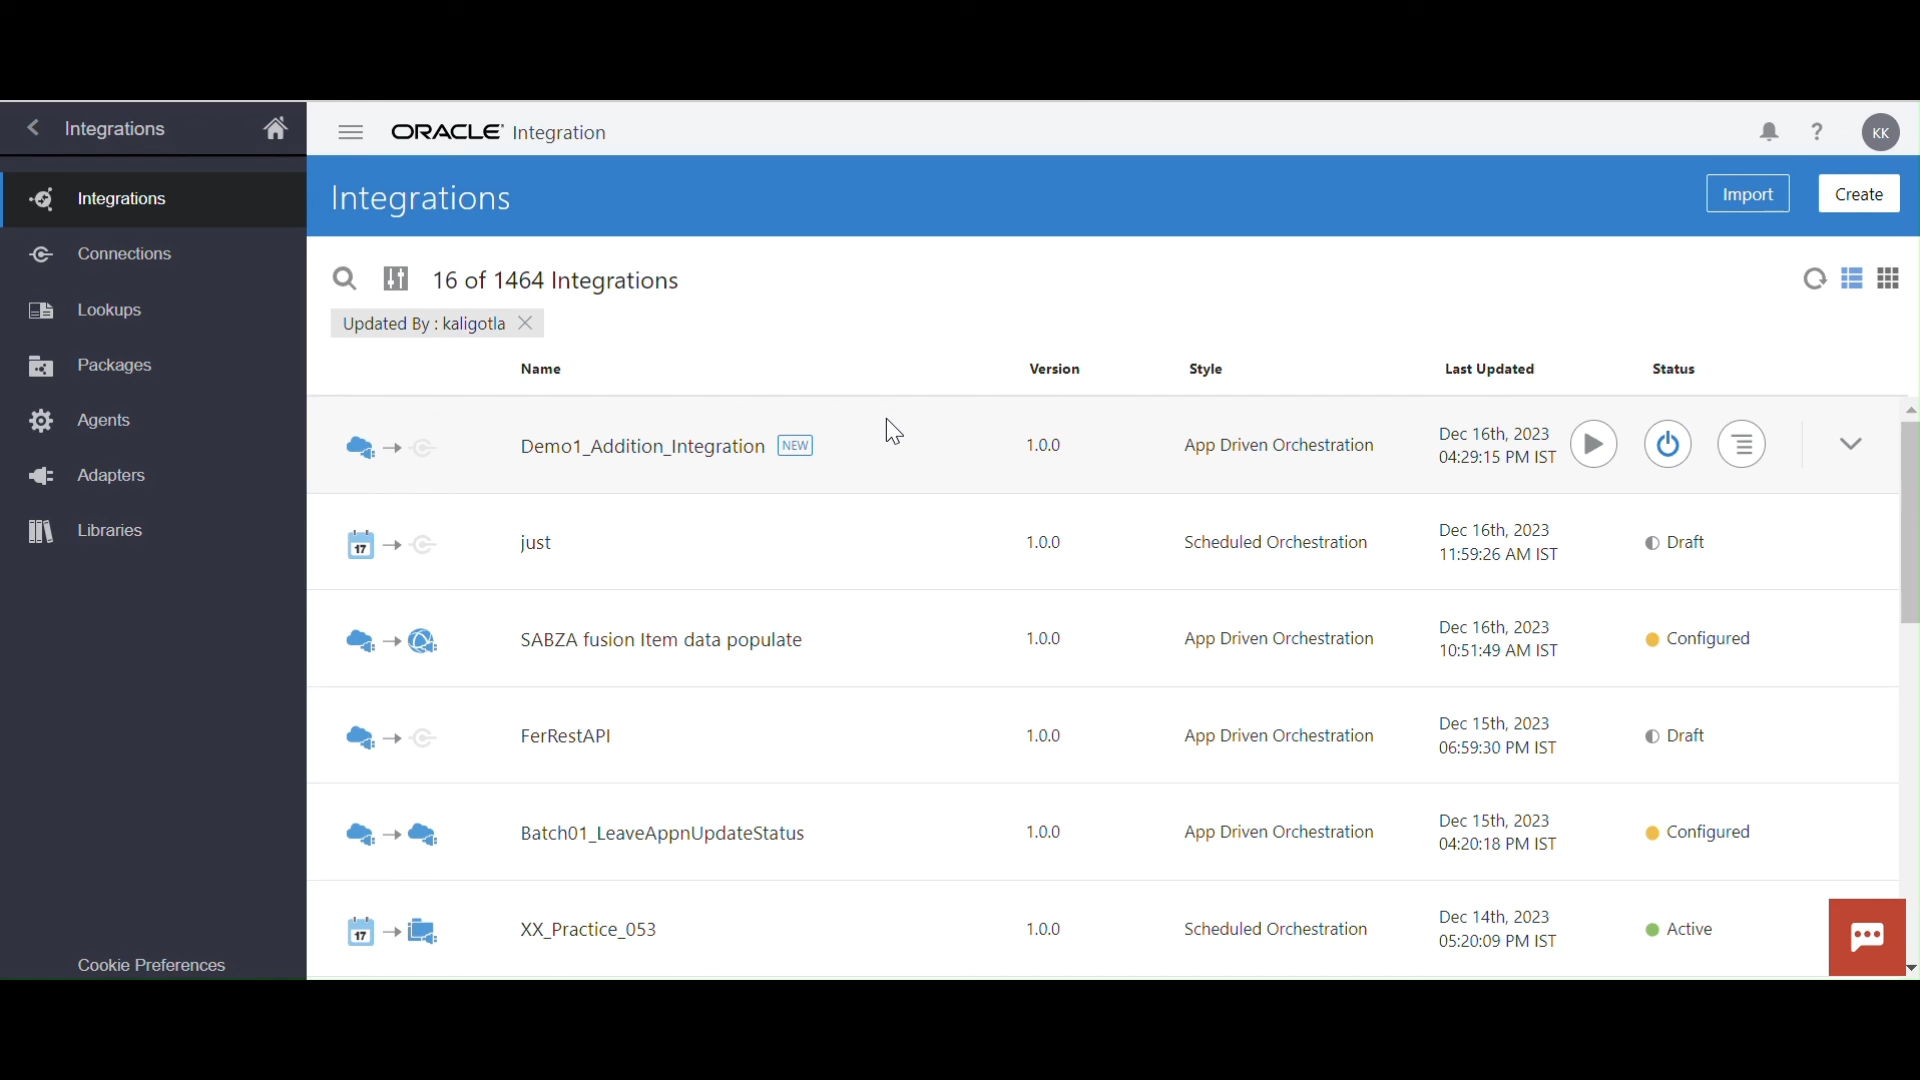 Integrations
ORACLE Integration
KK
Integrations
Integrations
Import
Create
Connections
Lookups
Packages
Agents
Adapters
Libraries
Cookie Preferences
16 of 1464 Integrations
Updated By : kaligotla
Name Version Style Last Updated Status
Demo1_Addition_Integration NEW 1.0.0 App Driven Orchestration Dec 16th, 2023
04:29:15 PM IST
17 just 1.0.0 Scheduled Orchestration Dec 16th, 2023 Draft
11:59:26 AM IST
SABZA fusion Item data populate 1.0.0 App Driven Orchestration Dec 16th, 2023 Configured
10:51:49 AM IST
FerRestAPI 1.0.0 App Driven Orchestration Dec 15th, 2023 Draft
06:59:30 PM IST
Batch01_LeaveAppnUpdateStatus 1.0.0 App Driven Orchestration Dec 15th, 2023 Configured
04:20:18 PM IST
17 XX_Practice_053 1.0.0 Scheduled Orchestration Dec 14th, 2023 Active
05:20:09 PM IST